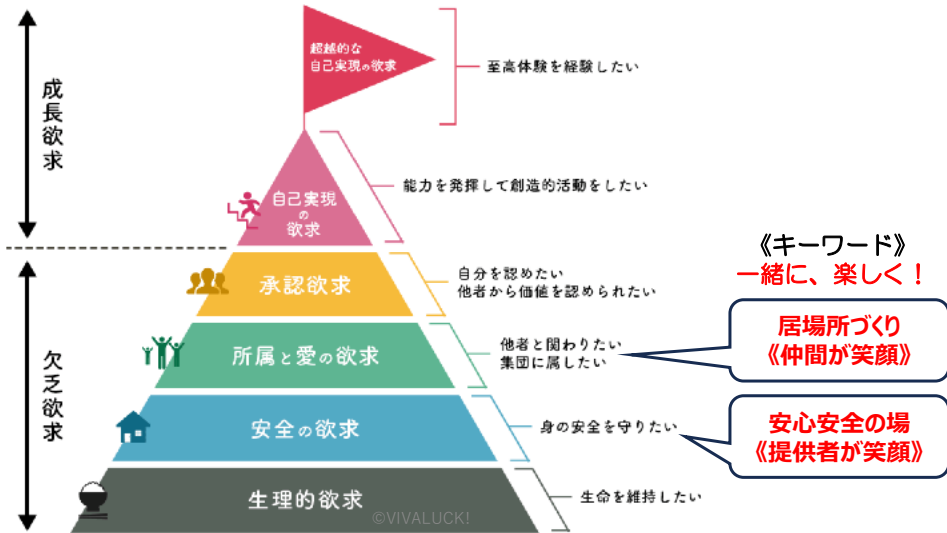 成長欲求
超越的な
自己実現の欲求
至高体験を経験したい
自己実現
の
欲求
能力を発揮して創造的活動をしたい
欠乏欲求
承認欲求
自分を認めたい
他者から価値を認められたい
所属と愛の欲求
他者と関わりたい
集団に属したい
安全の欲求
身の安全を守りたい
生理的欲求
生命を維持したい
©VIVALUCK!
《キーワード》
一緒に、楽しく!
居場所づくり
《仲間が笑顔》
安心安全の場
《提供者が笑顔》